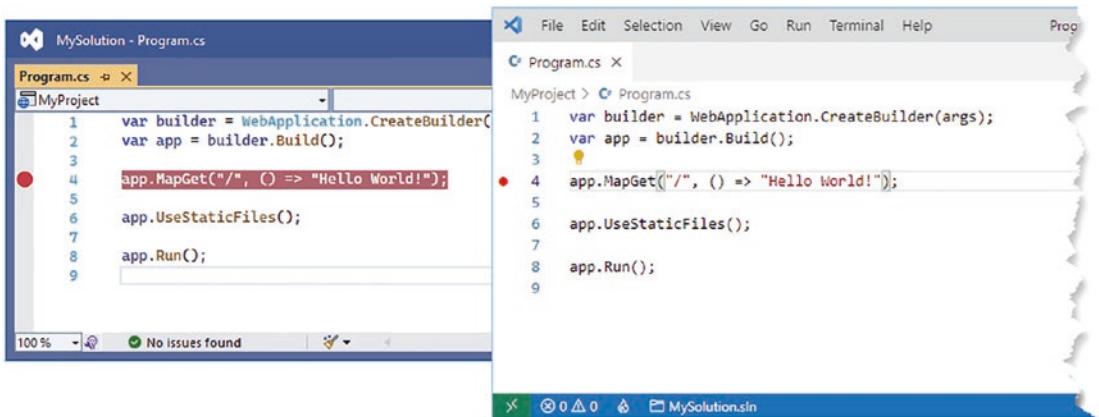 MySolution - Program.cs
Program.cs
MyProject
1 var builder = WebApplication.CreateBuilder(
2 var app = builder.Build();
3
4 app.MapGet("/", () => "Hello World!");
5
6 app.UseStaticFiles();
7
8 app.Run();
9
100 %
No issues found
File Edit Selection View Go Run Terminal Help Prog
C# Program.cs
MyProject > C# Program.cs
1 var builder = WebApplication.CreateBuilder(args);
2 var app = builder.Build();
3
4 app.MapGet("/", () => "Hello World!");
5
6 app.UseStaticFiles();
7
8 app.Run();
9
0 0 MySolution.sln